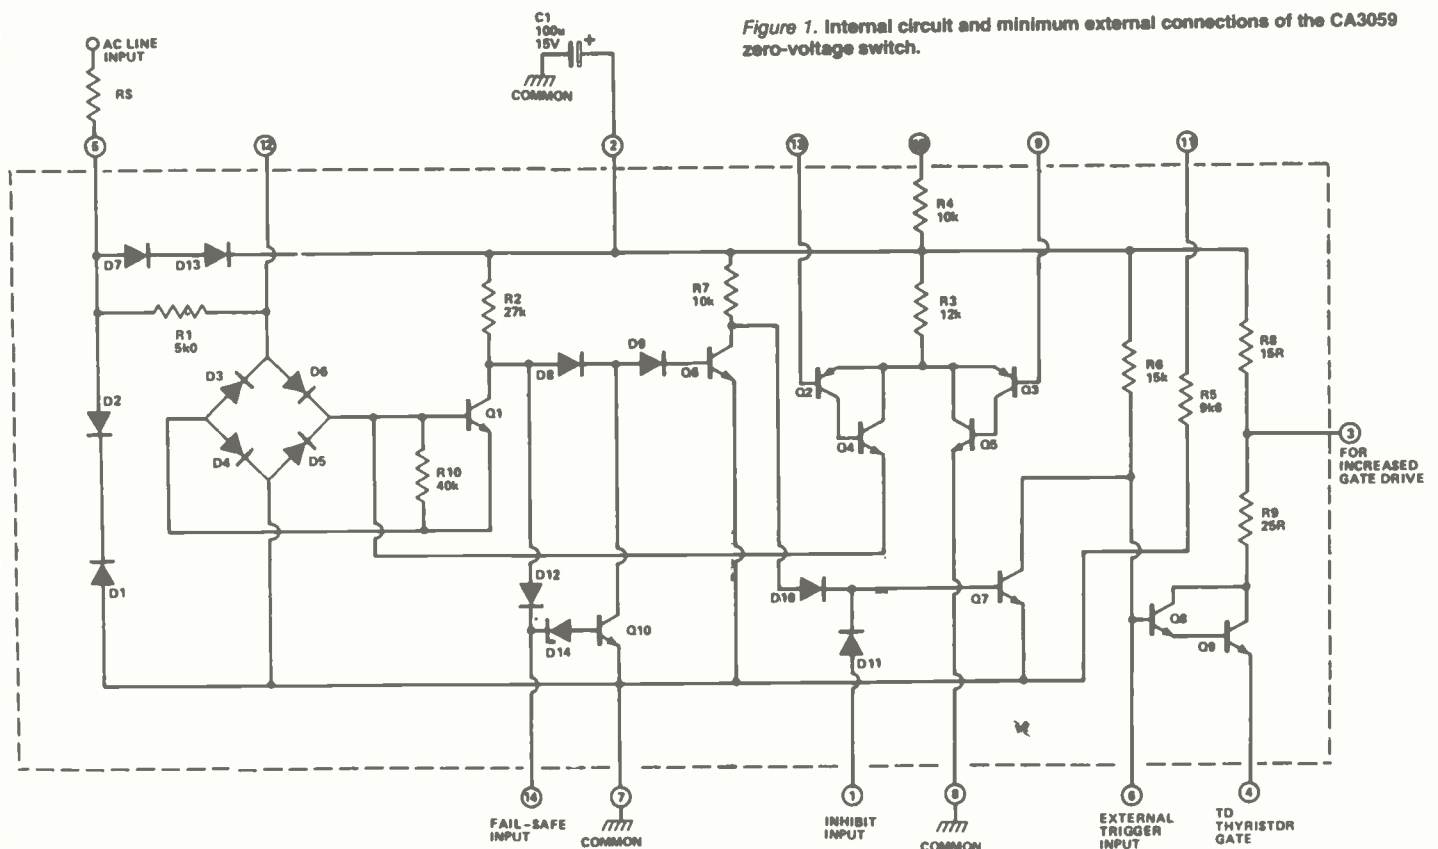 Figure 1. Internal circuit and minimum external connections of the CA3059
zero-voltage switch.
AC LINE
INPUT
RS
C1
100u
15V
+
COMMON
5
12
2
13
9
11
R4
10k
D7
D13
R1
5k0
R2
27k
R7
10k
R3
12k
R6
15k
R8
15R
R5
9k6
D3
D6
D4
D5
D2
D1
Q1
R10
40k
D8
D9
Q6
Q2
Q3
Q4
Q5
3
FOR
INCREASED
GATE DRIVE
R9
25R
D12
D14
Q10
D10
D11
Q7
Q8
Q9
14
FAIL-SAFE
INPUT
7
COMMON
1
INHIBIT
INPUT
8
COMMON
6
EXTERNAL
TRIGGER
INPUT
4
TO
THYRISTOR
GATE